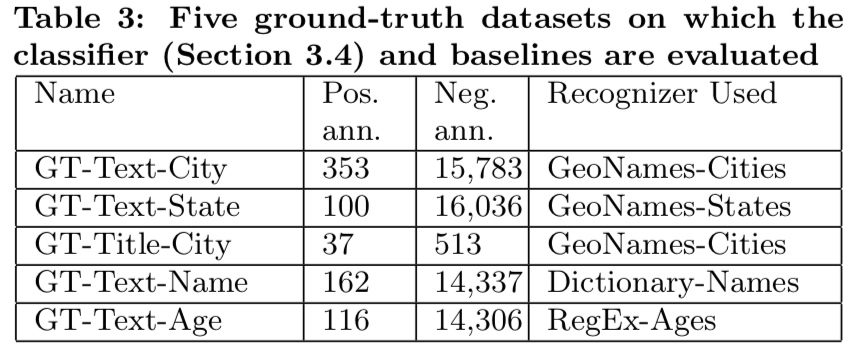 Table 3: Five ground-truth datasets on which the
classifier (Section 3.4) and baselines are evaluated
Name Pos. ann. Neg. ann. Recognizer Used
GT-Text-City 353 15,783 GeoNames-Cities
GT-Text-State 100 16,036 GeoNames-States
GT-Title-City 37 513 GeoNames-Cities
GT-Text-Name 162 14,337 Dictionary-Names
GT-Text-Age 116 14,306 RegEx-Ages